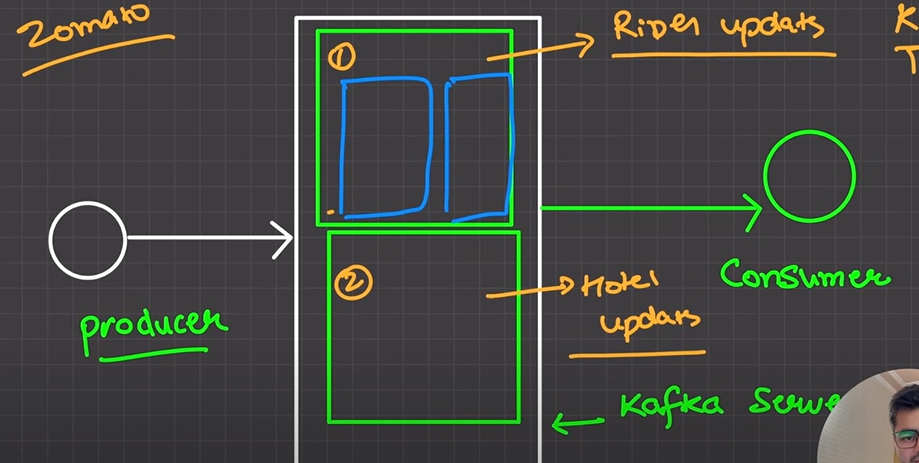 Zomato
①
Rider updats
K
T
Producer
Consumer
②
Hotel
updats
Kafka Serve